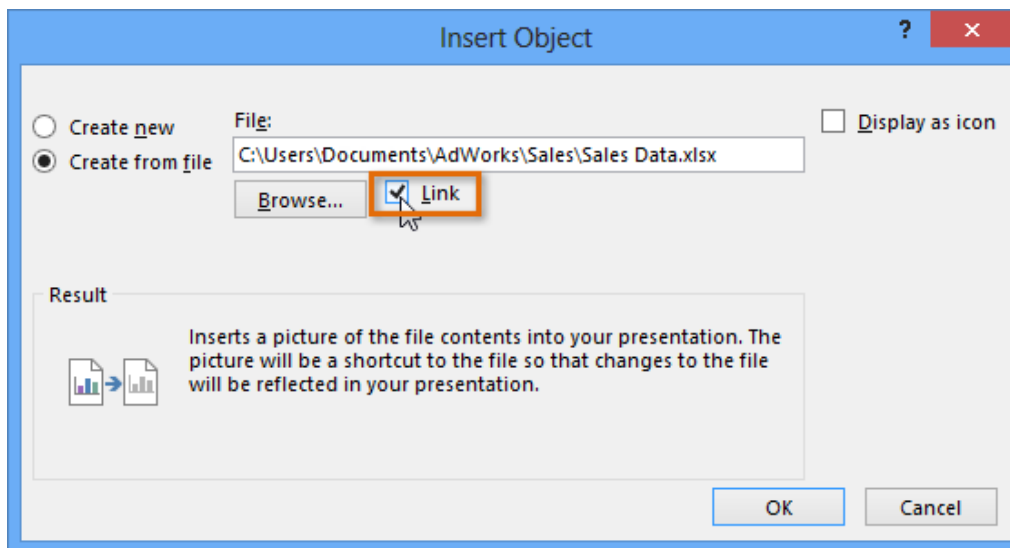 Insert Object
?
Create new
Create from file
File:
C:\Users\Documents\AdWorks\Sales\Sales Data.xlsx
Browse...
Link
Display as icon
Result
Inserts a picture of the file contents into your presentation. The
picture will be a shortcut to the file so that changes to the file
will be reflected in your presentation.
OK
Cancel